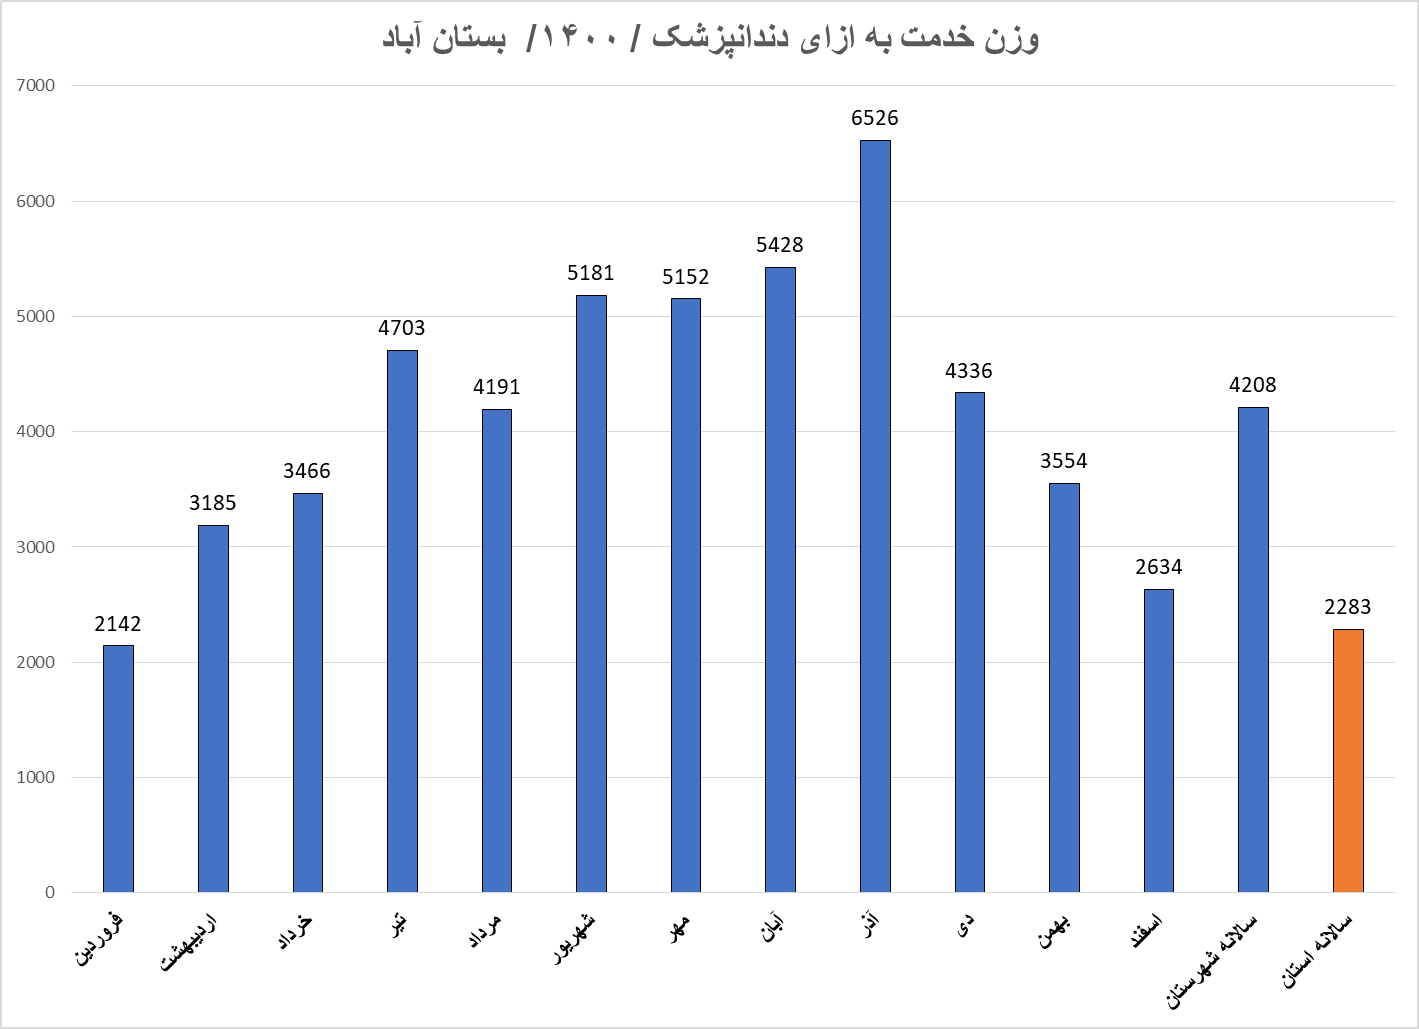 وزن خدمت به ازای دندانپزشک / ۱۴۰۰/ بستان آباد
7000
6000
5000
4000
3000
2000
1000
0
2142
3185
3466
4703
4191
5181
5152
5428
6526
4336
3554
2634
4208
2283
فروردین
اردیبهشت
خرداد
تیر
مرداد
شهریور
مهر
آبان
آذر
دی
بهمن
اسفند
سالانه شهرستان
سالانه استان